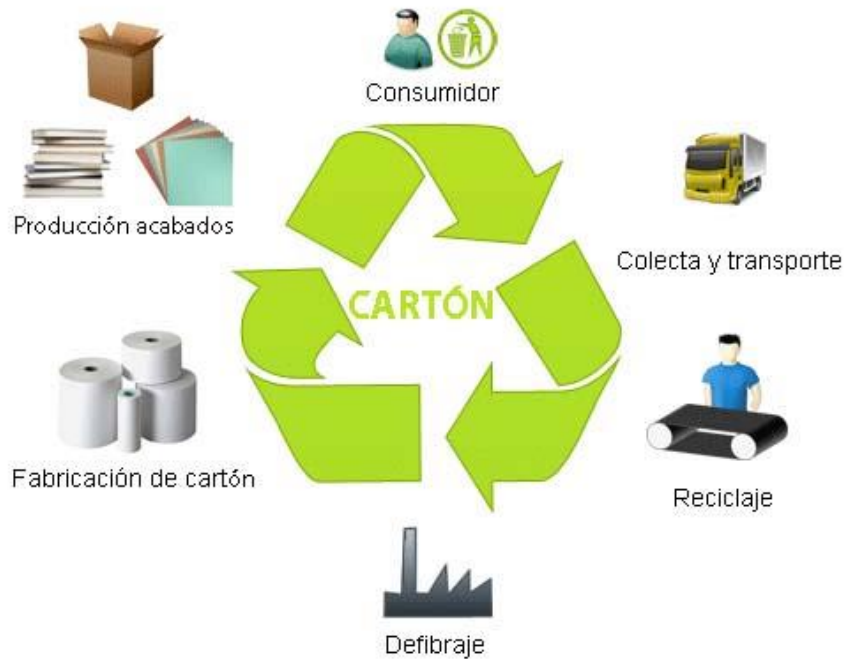 Consumidor
Producción acabados
Colecta y transporte
CARTÓN
Fabricación de cartón
Reciclaje
Defibraje